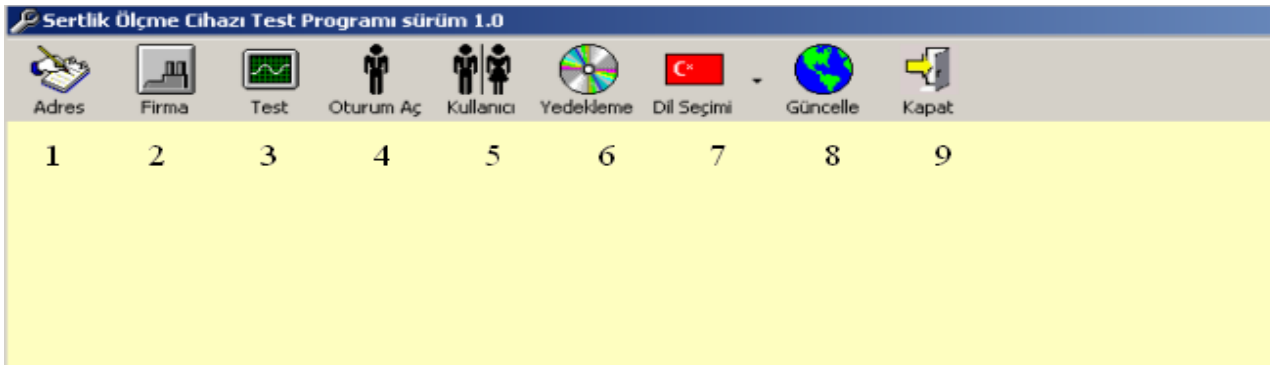 Sertlik Ölçme Cihazı Test Programı sürüm 1.0
Adres Firma Test Oturum Aç Kullanıcı Yedekleme Dil Seçimi Güncelle Kapat
1 2 3 4 5 6 7 8 9